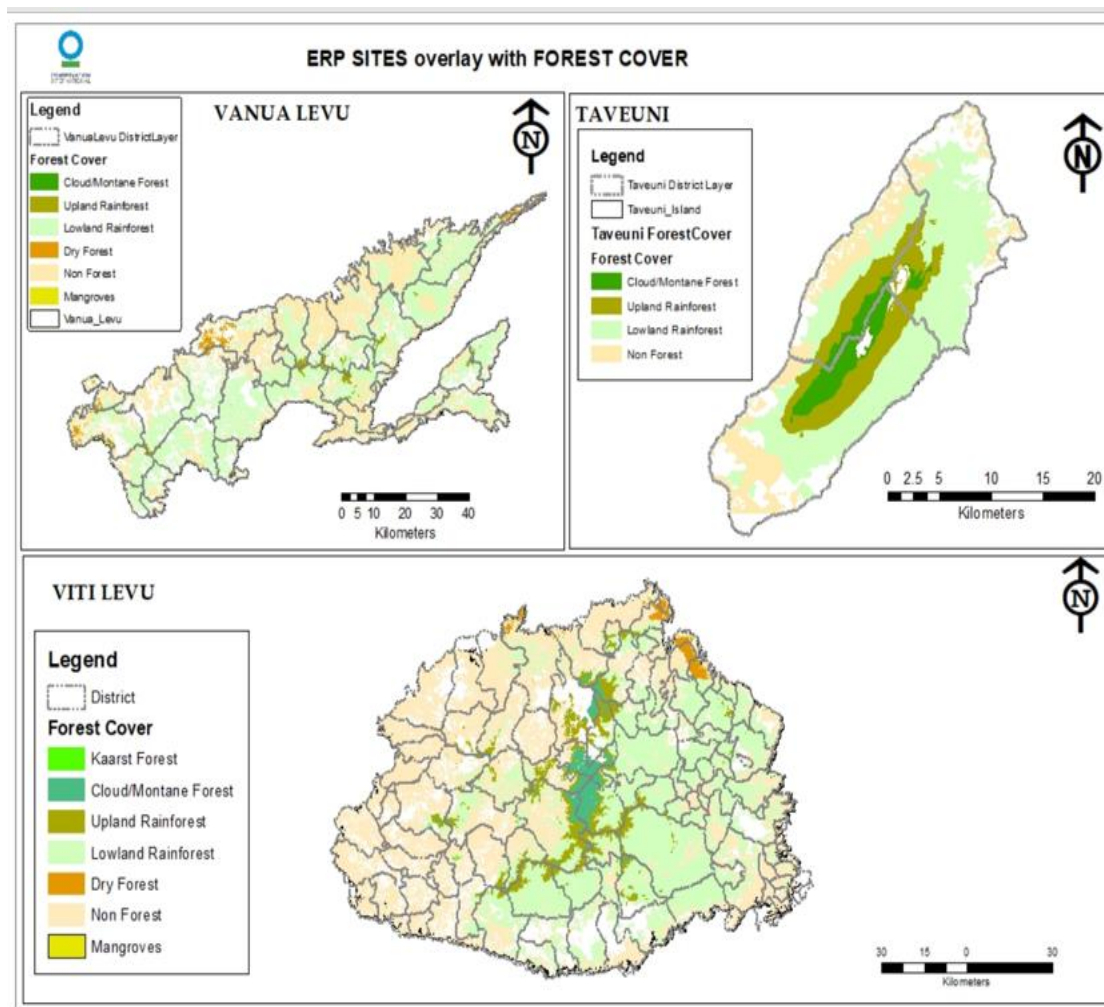 ERP SITES overlay with FOREST COVER
VANUA LEVU
Legend
VanuaLevu DistrictLayer
Forest Cover
Cloud/Montane Forest
Upland Rainforest
Lowland Rainforest
Dry Forest
Non Forest
Mangroves
Vanua_Levu
N
0 5 10 20 30 40
Kilometers
TAVEUNI
Legend
Taveuni District Layer
Taveuni_Island
Taveuni ForestCover
Forest Cover
Cloud/Montane Forest
Upland Rainforest
Lowland Rainforest
Non Forest
N
0 2.5 5 10 15 20
Kilometers
VITI LEVU
Legend
District
Forest Cover
Kaarst Forest
Cloud/Montane Forest
Upland Rainforest
Lowland Rainforest
Dry Forest
Non Forest
Mangroves
N
30 15 0 30
Kilometers